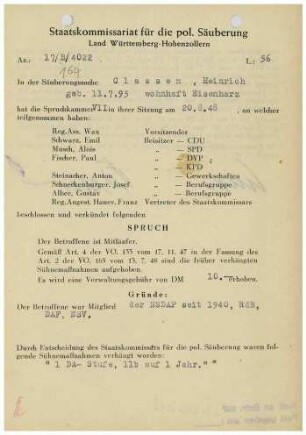 Staatskommissariat für die pol. Säuberung
Land Württemberg-Hohenzollern
Az.: 17/B/4022 L: 56
164
In der Säuberungssache C l a s s e n , Heinrich
geb. 11.7.95 wohnhaft Eisenharz
hat die Spruchkammer VII in ihrer Sitzung am 20.8.48 , an welcher
teilgenommen haben:
Reg.Ass. Wax Vorsitzender
Schwarz, Emil Beisitzer — CDU
Musch, Alois „ — SPD
Fischer, Paul „ — DVP
„ — KPD
Steinacher, Anton „ — Gewerkschaften
Schneckenburger, Josef „ — Berufsgruppe
Alber, Gustav „ — Berufsgruppe
Reg.Angest. Hauer, Franz Vertreter des Staatskommissars
beschlossen und verkündet folgenden
SPRUCH
Der Betroffene ist Mitläufer.
Gemäß Art. 4 der VO. 133 vom 17. 11. 47 in der Fassung des
Art. 2 der VO. 165 vom 13. 7. 48 sind die früher verhängten
Sühnemaßnahmen aufgehoben.
Es wird eine Verwaltungsgebühr von DM 10.— erhoben.
Gründe:
Der Betroffene war Mitglied der NSDAP seit 1940, RdB,
DAF, NSV.
Durch Entscheidung des Staatskommissars für die pol. Säuberung waren fol-
gende Sühnemaßnahmen verhängt worden:
"1 DA- Stufe, 11b auf 1 Jahr."